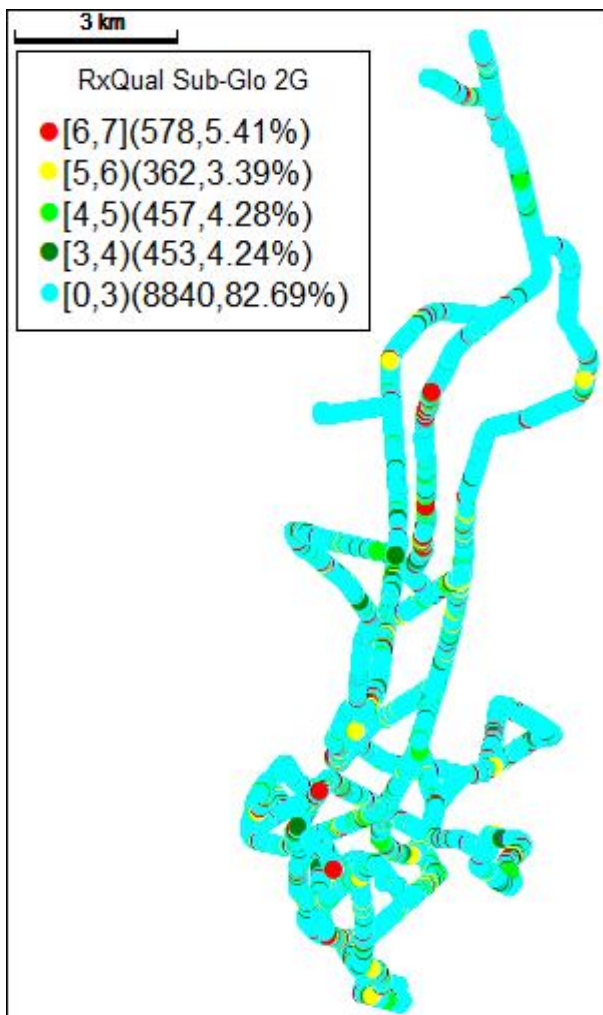 3 km
RxQual Sub-Glo 2G
[6,7](578,5.41%)
[5,6)(362,3.39%)
[4,5)(457,4.28%)
[3,4)(453,4.24%)
[0,3)(8840,82.69%)